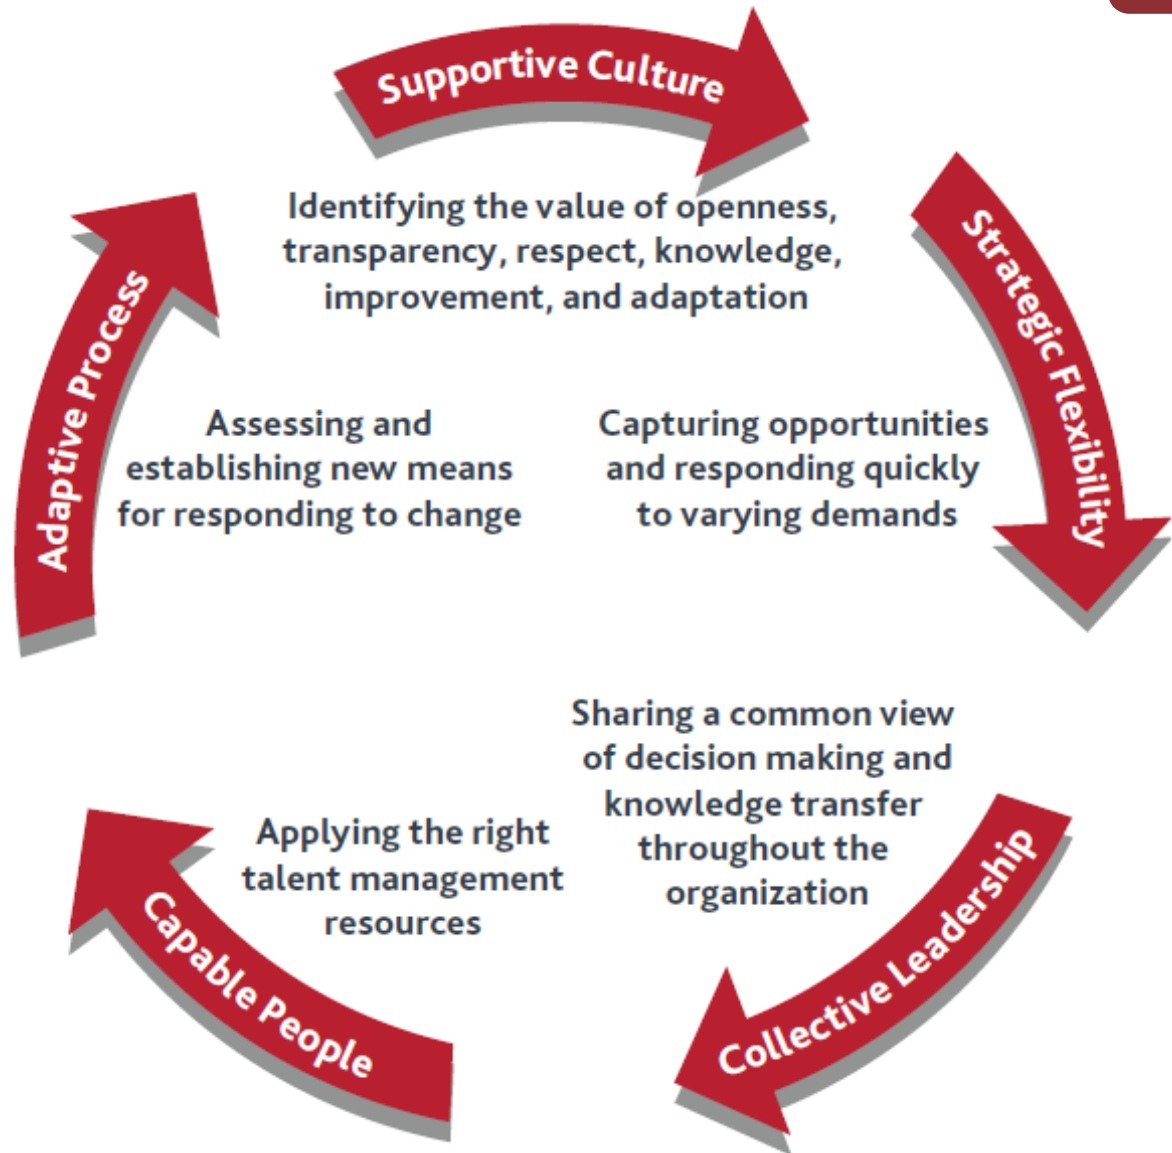 Supportive Culture
Identifying the value of openness,
transparency, respect, knowledge,
improvement, and adaptation
Strategic Flexibility
Capturing opportunities
and responding quickly
to varying demands
Collective Leadership
Sharing a common view
of decision making and
knowledge transfer
throughout the
organization
Capable People
Applying the right
talent management
resources
Adaptive Process
Assessing and
establishing new means
for responding to change